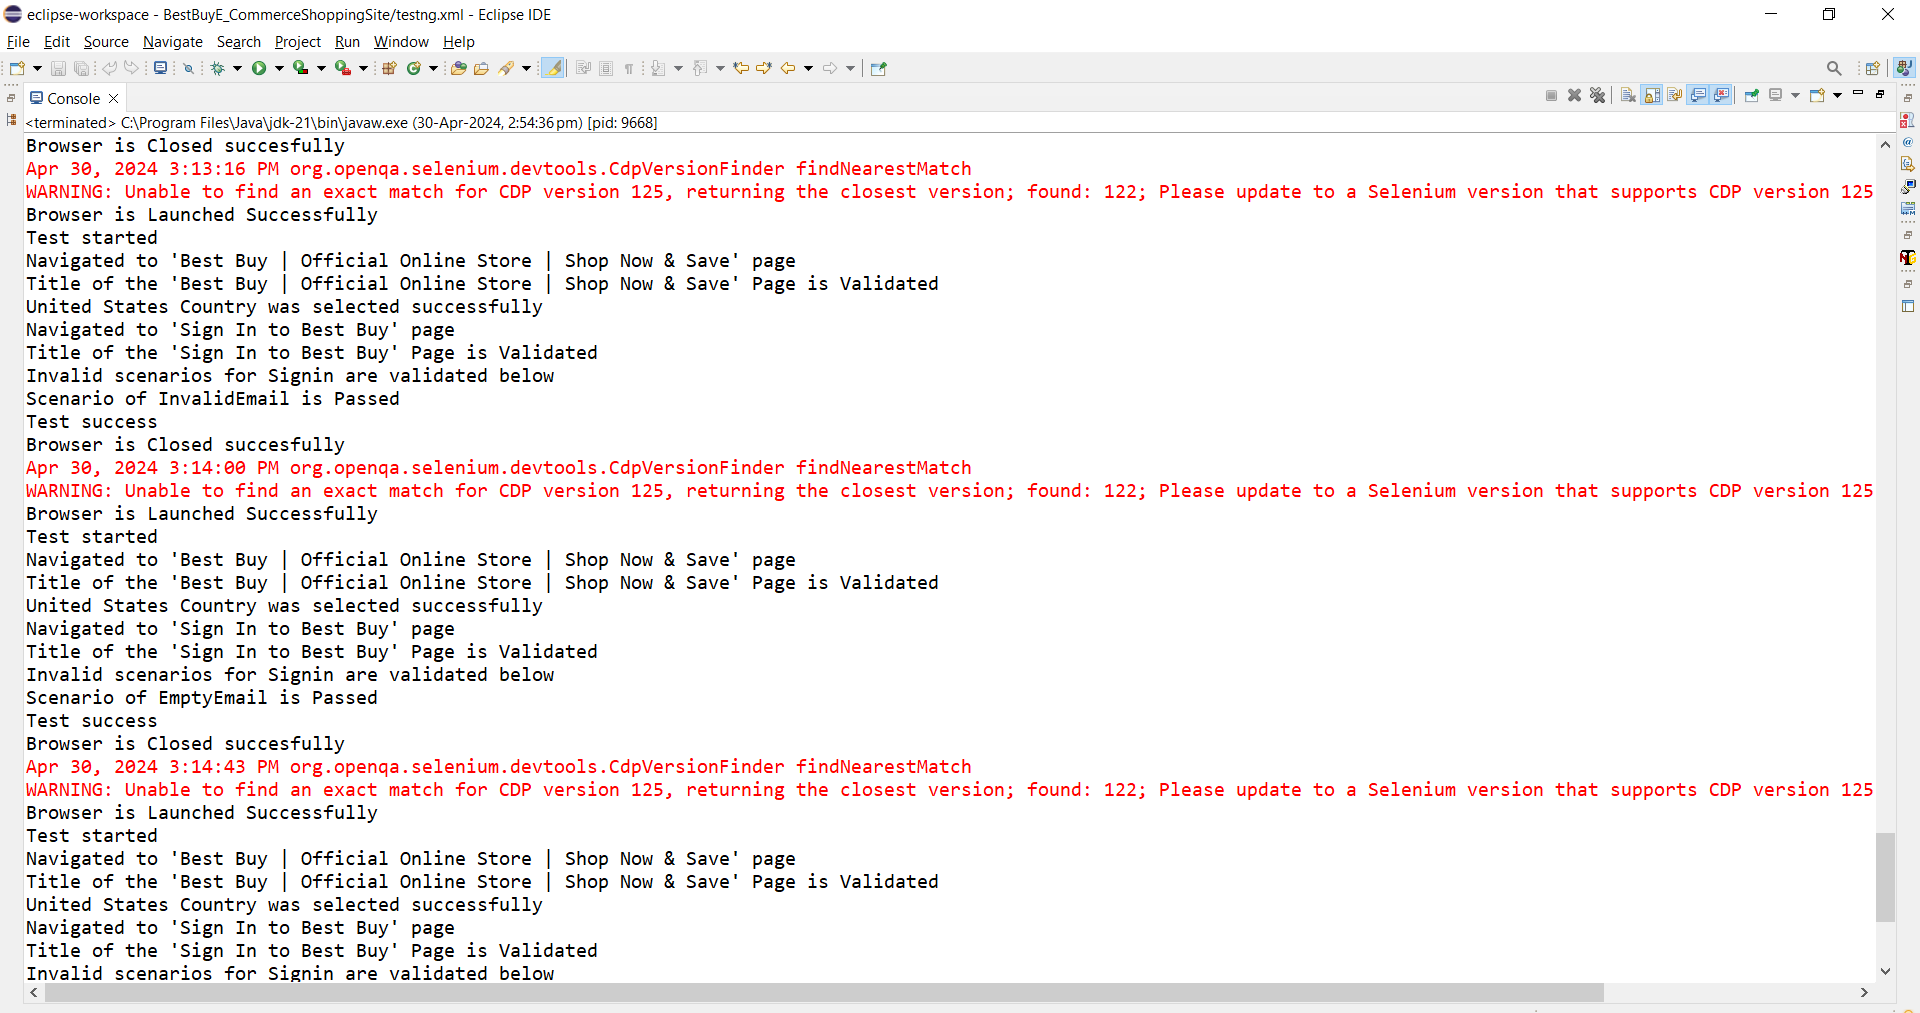 eclipse-workspace - BestBuyE_CommerceShoppingSite/testng.xml - Eclipse IDE
File Edit Source Navigate Search Project Run Window Help
Console
<terminated> C:\Program Files\Java\jdk-21\bin\javaw.exe (30-Apr-2024, 2:54:36 pm) [pid: 9668]
Browser is Closed succesfully
Apr 30, 2024 3:13:16 PM org.openqa.selenium.devtools.CdpVersionFinder findNearestMatch
WARNING: Unable to find an exact match for CDP version 125, returning the closest version; found: 122; Please update to a Selenium version that supports CDP version 125
Browser is Launched Successfully
Test started
Navigated to 'Best Buy | Official Online Store | Shop Now & Save' page
Title of the 'Best Buy | Official Online Store | Shop Now & Save' Page is Validated
United States Country was selected successfully
Navigated to 'Sign In to Best Buy' page
Title of the 'Sign In to Best Buy' Page is Validated
Invalid scenarios for Signin are validated below
Scenario of InvalidEmail is Passed
Test success
Browser is Closed succesfully
Apr 30, 2024 3:14:00 PM org.openqa.selenium.devtools.CdpVersionFinder findNearestMatch
WARNING: Unable to find an exact match for CDP version 125, returning the closest version; found: 122; Please update to a Selenium version that supports CDP version 125
Browser is Launched Successfully
Test started
Navigated to 'Best Buy | Official Online Store | Shop Now & Save' page
Title of the 'Best Buy | Official Online Store | Shop Now & Save' Page is Validated
United States Country was selected successfully
Navigated to 'Sign In to Best Buy' page
Title of the 'Sign In to Best Buy' Page is Validated
Invalid scenarios for Signin are validated below
Scenario of EmptyEmail is Passed
Test success
Browser is Closed succesfully
Apr 30, 2024 3:14:43 PM org.openqa.selenium.devtools.CdpVersionFinder findNearestMatch
WARNING: Unable to find an exact match for CDP version 125, returning the closest version; found: 122; Please update to a Selenium version that supports CDP version 125
Browser is Launched Successfully
Test started
Navigated to 'Best Buy | Official Online Store | Shop Now & Save' page
Title of the 'Best Buy | Official Online Store | Shop Now & Save' Page is Validated
United States Country was selected successfully
Navigated to 'Sign In to Best Buy' page
Title of the 'Sign In to Best Buy' Page is Validated
Invalid scenarios for Signin are validated below